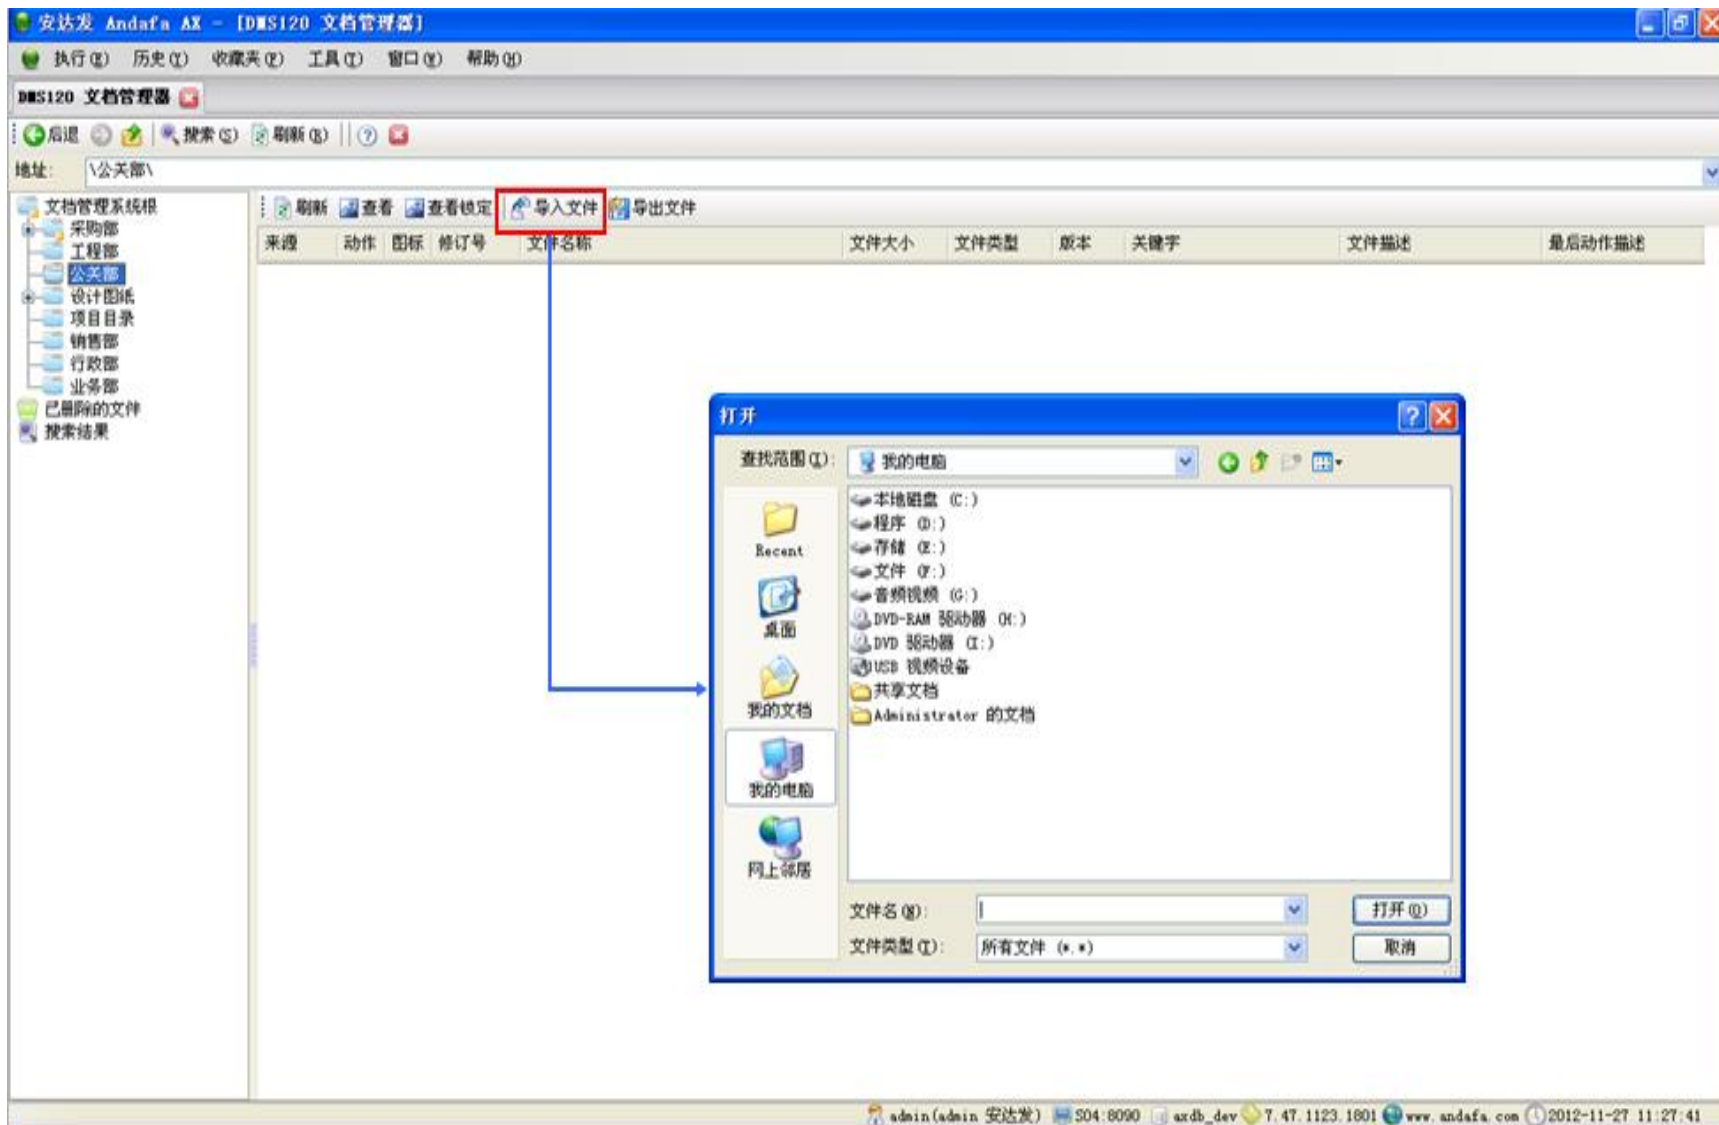 安达发 Andafa AX - [DMS120 文档管理器]
执行(E) 历史(Y) 收藏夹(P) 工具(T) 窗口(W) 帮助(H)
DMS120 文档管理器
后退 搜索(S) 刷新(R)
地址: \公关部\
文档管理系统根
采购部
工程部
公关部
设计图纸
项目目录
销售部
行政部
业务部
已删除的文件
搜索结果
刷新 查看 查看锁定 导入文件 导出文件
来源 动作 图标 修订号 文件名称 文件大小 文件类型 版本 关键字 文件描述 最后动作描述
打开
查找范围(I): 我的电脑
Recent
桌面
我的文档
我的电脑
网上邻居
本地磁盘 (C:)
程序 (D:)
存储 (E:)
文件 (F:)
音频视频 (G:)
DVD-RAM 驱动器 (H:)
DVD 驱动器 (I:)
USB 视频设备
共享文档
Administrator 的文档
文件名(N): 打开(O)
文件类型(T): 所有文件 (*.*) 取消
admin(admin 安达发) S04:8090 axdb_dev 7.47.1123.1801 www.andafa.com 2012-11-27 11:27:41